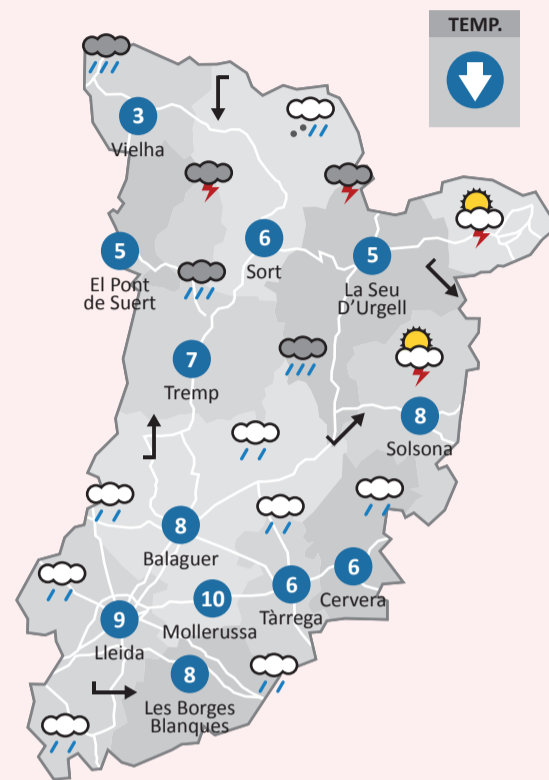 TEMP.
3
Vielha
5
El Pont
de Suert
6
Sort
5
La Seu
D'Urgell
7
Tremp
8
Solsona
8
Balaguer
6
Cervera
6
Tàrrega
10
Mollerussa
9
Lleida
8
Les Borges
Blanques